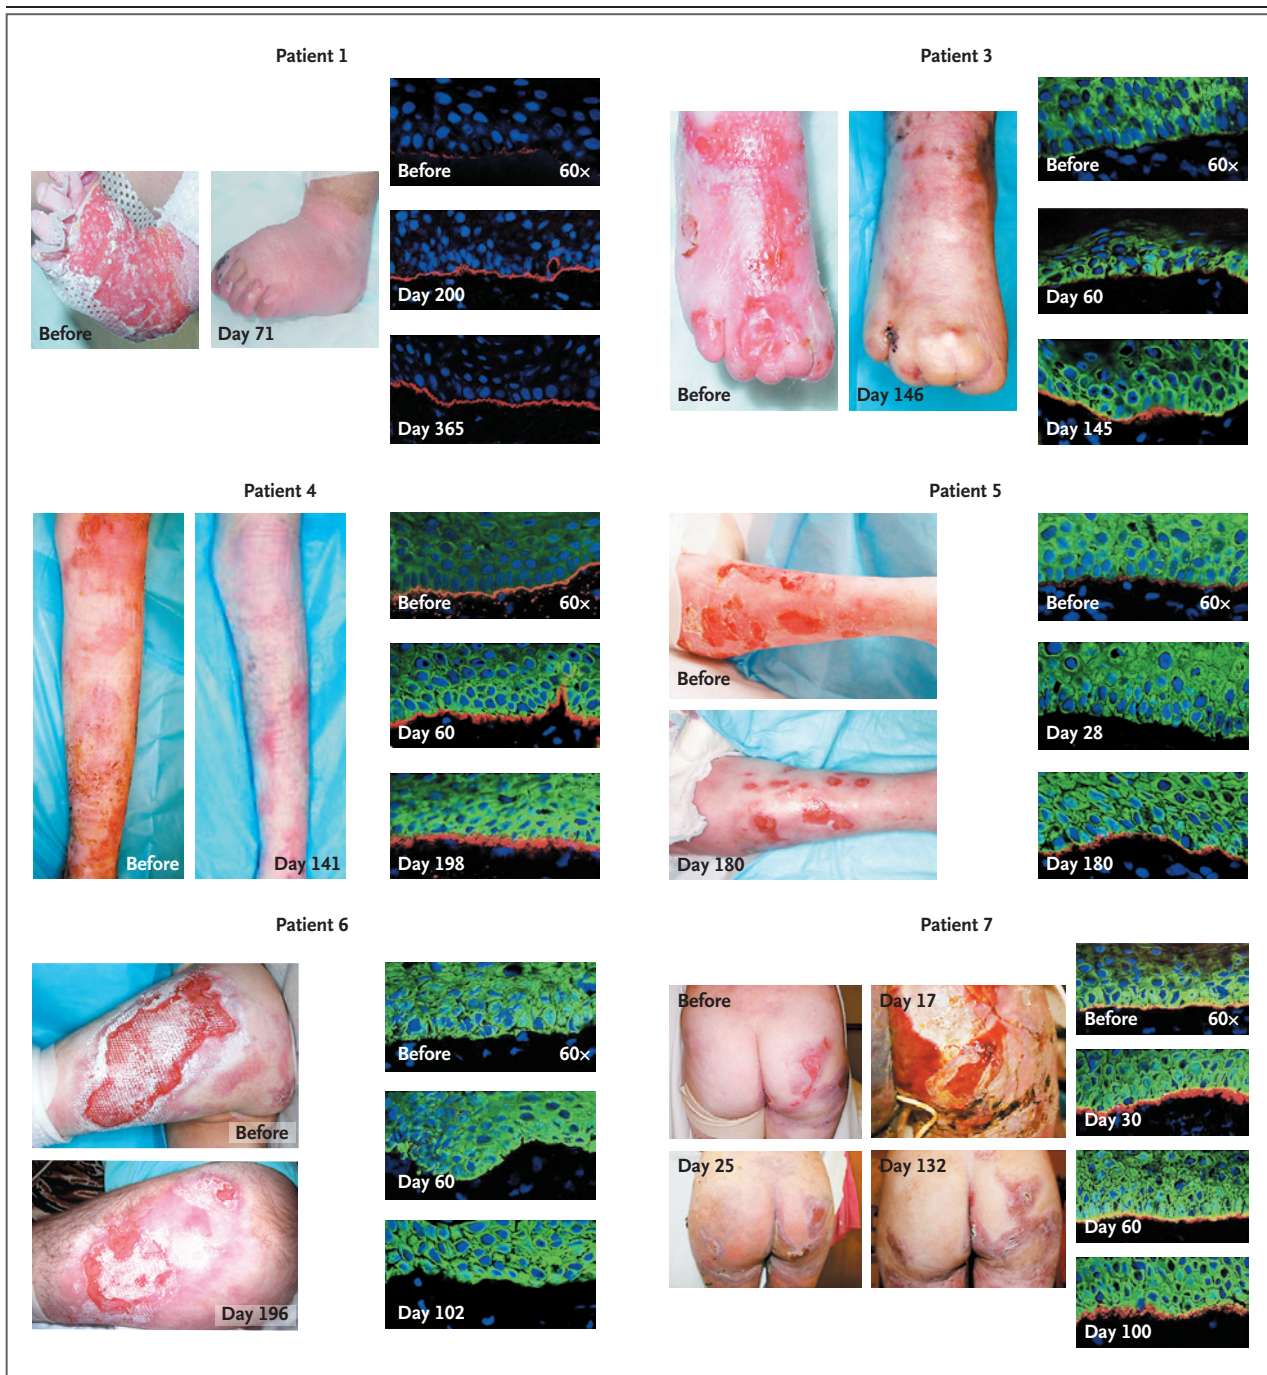 Patient 1
Before
Day 71
Before 60×
Day 200
Day 365
Patient 3
Before
Day 146
Before 60×
Day 60
Day 145
Patient 4
Before
Day 141
Before 60×
Day 60
Day 198
Patient 5
Before
Day 180
Before 60×
Day 28
Day 180
Patient 6
Before
Day 196
Before 60×
Day 60
Day 102
Patient 7
Before
Day 17
Day 25
Day 132
Before 60×
Day 30
Day 60
Day 100